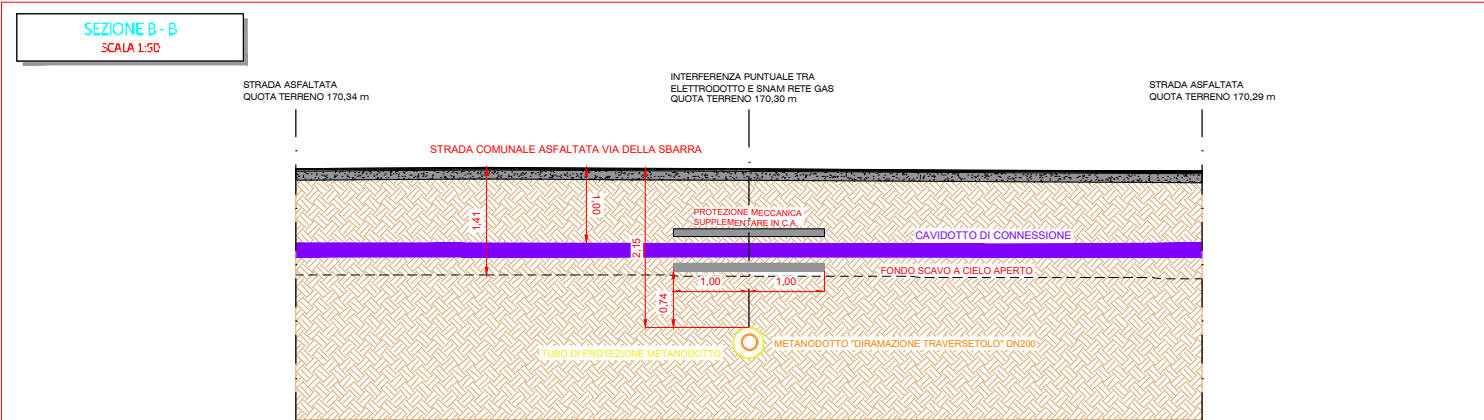 SEZIONE B - B
SCALA 1:50
STRADA ASFALTATA
QUOTA TERRENO 170,34 m
INTERFERENZA PUNTUALE TRA
ELETTRODOTTO E SNAM RETE GAS
QUOTA TERRENO 170,30 m
STRADA ASFALTATA
QUOTA TERRENO 170,29 m
STRADA COMUNALE ASFALTATA VIA DELLA SBARRA
1,41
1,00
2,15
PROTEZIONE MECCANICA
SUPPLEMENTARE IN C.A.
CAVIDOTTO DI CONNESSIONE
FONDO SCAVO A CIELO APERTO
1,00
1,00
0,74
TUBO DI PROTEZIONE METANODOTTO
METANODOTTO "DIRAMAZIONE TRAVERSETOLO" DN200